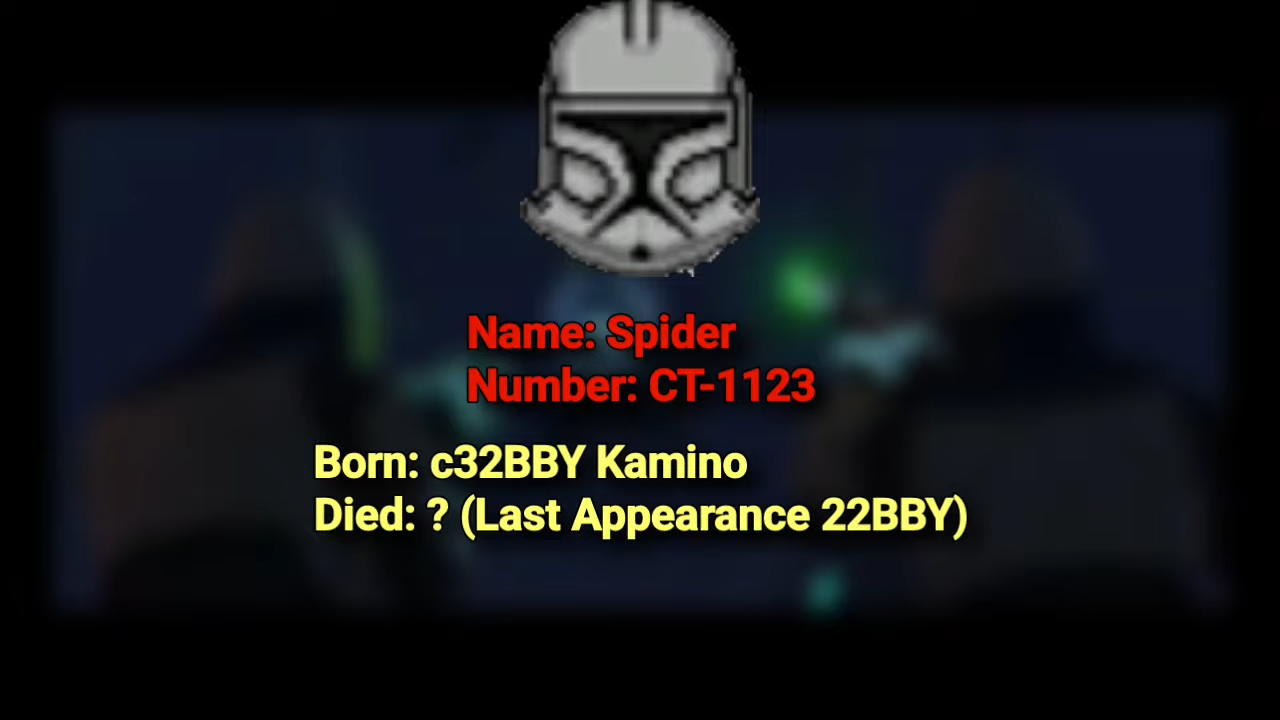 Name: Spider
Number: CT-1123
Born: c32BBY Kamino
Died: ? (Last Appearance 22BBY)